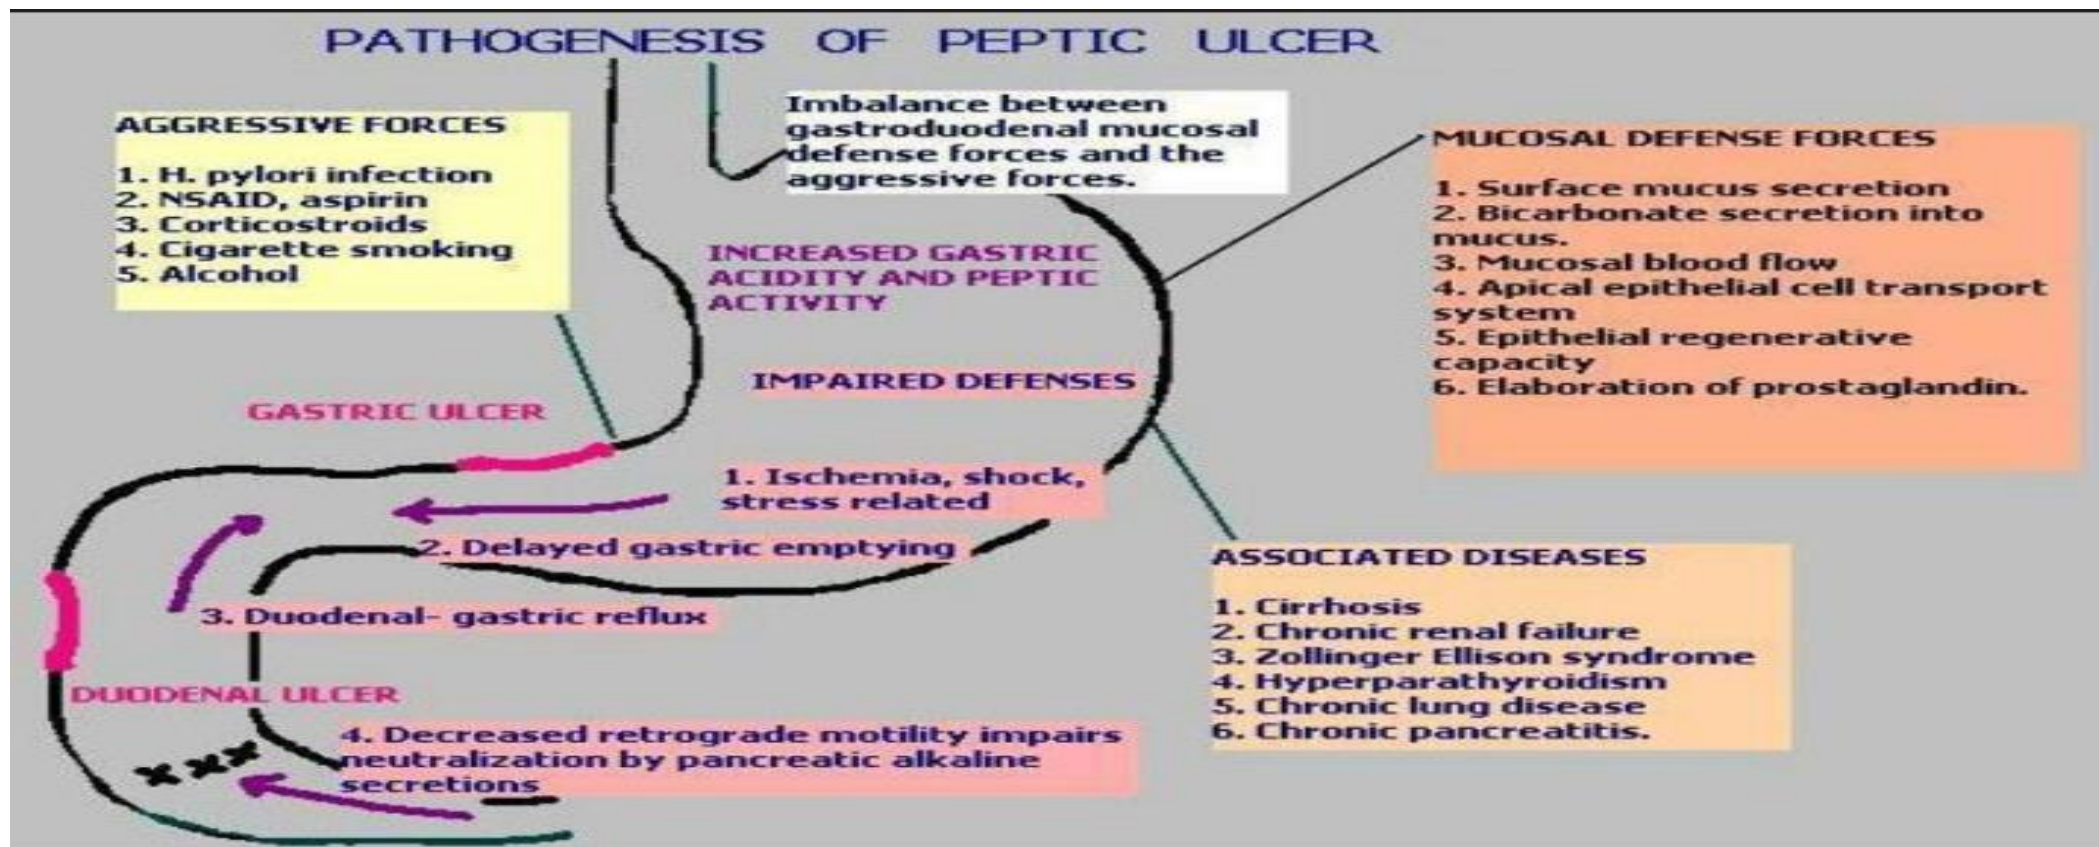 PATHOGENESIS OF PEPTIC ULCER
Imbalance between
gastroduodenal mucosal
defense forces and the
aggressive forces.
AGGRESSIVE FORCES
1. H. pylori infection
2. NSAID, aspirin
3. Corticostroids
4. Cigarette smoking
5. Alcohol
MUCOSAL DEFENSE FORCES
1. Surface mucus secretion
2. Bicarbonate secretion into
mucus.
3. Mucosal blood flow
4. Apical epithelial cell transport
system
5. Epithelial regenerative
capacity
6. Elaboration of prostaglandin.
INCREASED GASTRIC
ACIDITY AND PEPTIC
ACTIVITY
IMPAIRED DEFENSES
GASTRIC ULCER
1. Ischemia, shock,
stress related
2. Delayed gastric emptying
3. Duodenal- gastric reflux
DUODENAL ULCER
4. Decreased retrograde motility impairs
neutralization by pancreatic alkaline
secretions
ASSOCIATED DISEASES
1. Cirrhosis
2. Chronic renal failure
3. Zollinger Ellison syndrome
4. Hyperparathyroidism
5. Chronic lung disease
6. Chronic pancreatitis.